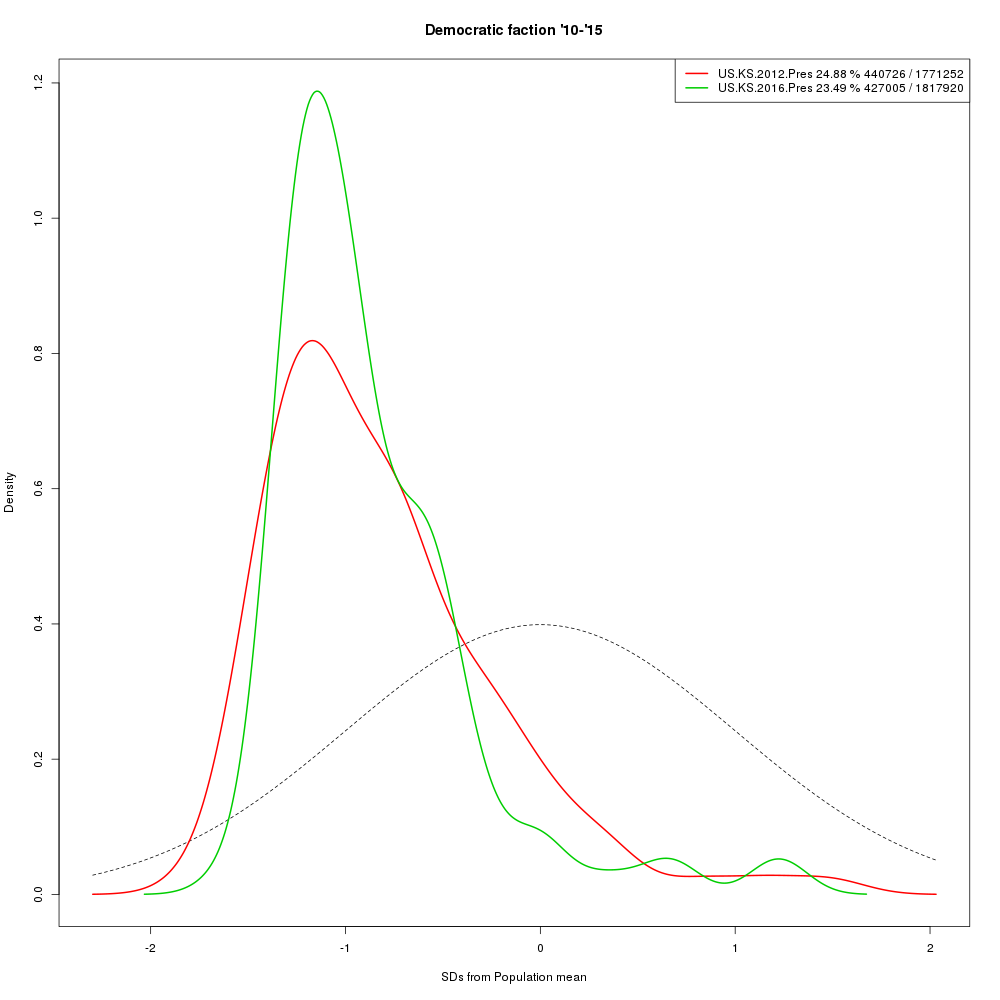 Democratic faction '10-'15
US.KS.2012.Pres 24.88 % 440726 / 1771252
US.KS.2016.Pres 23.49 % 427005 / 1817920
1.2
1.0
0.8
0.6
0.4
0.2
0.0
Density
-2 -1 0 1 2
SDs from Population mean